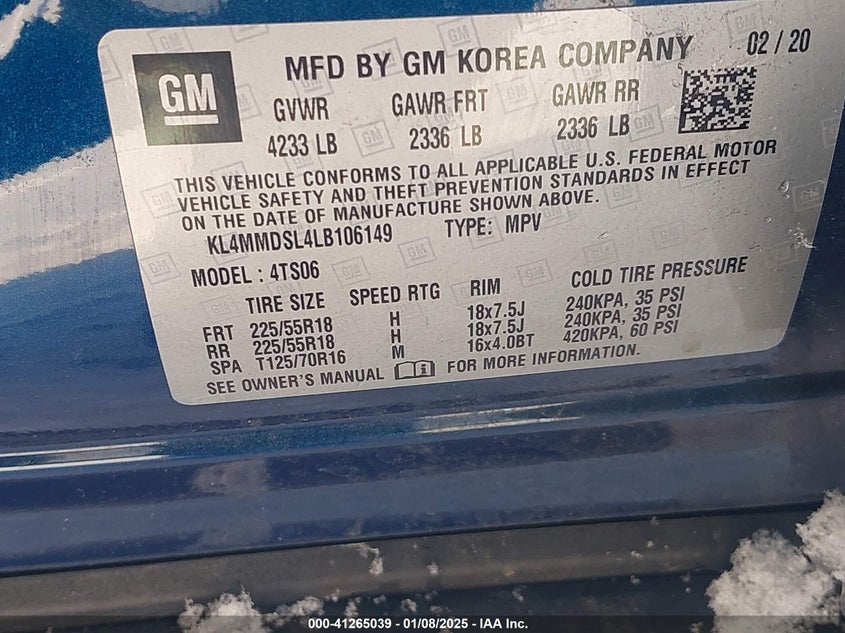 GM
MFD BY GM KOREA COMPANY 02 / 20
GVWR GAWR FRT GAWR RR
4233 LB 2336 LB 2336 LB
THIS VEHICLE CONFORMS TO ALL APPLICABLE U.S. FEDERAL MOTOR
VEHICLE SAFETY AND THEFT PREVENTION STANDARDS IN EFFECT
ON THE DATE OF MANUFACTURE SHOWN ABOVE.
KL4MMDSL4LB106149 TYPE: MPV
MODEL : 4TS06
TIRE SIZE SPEED RTG RIM COLD TIRE PRESSURE
FRT 225/55R18 H 18x7.5J 240KPA, 35 PSI
RR 225/55R18 H 18x7.5J 240KPA, 35 PSI
SPA T125/70R16 M 16x4.0BT 420KPA, 60 PSI
SEE OWNER'S MANUAL FOR MORE INFORMATION.
000-41265039 - 01/08/2025 - IAA Inc.